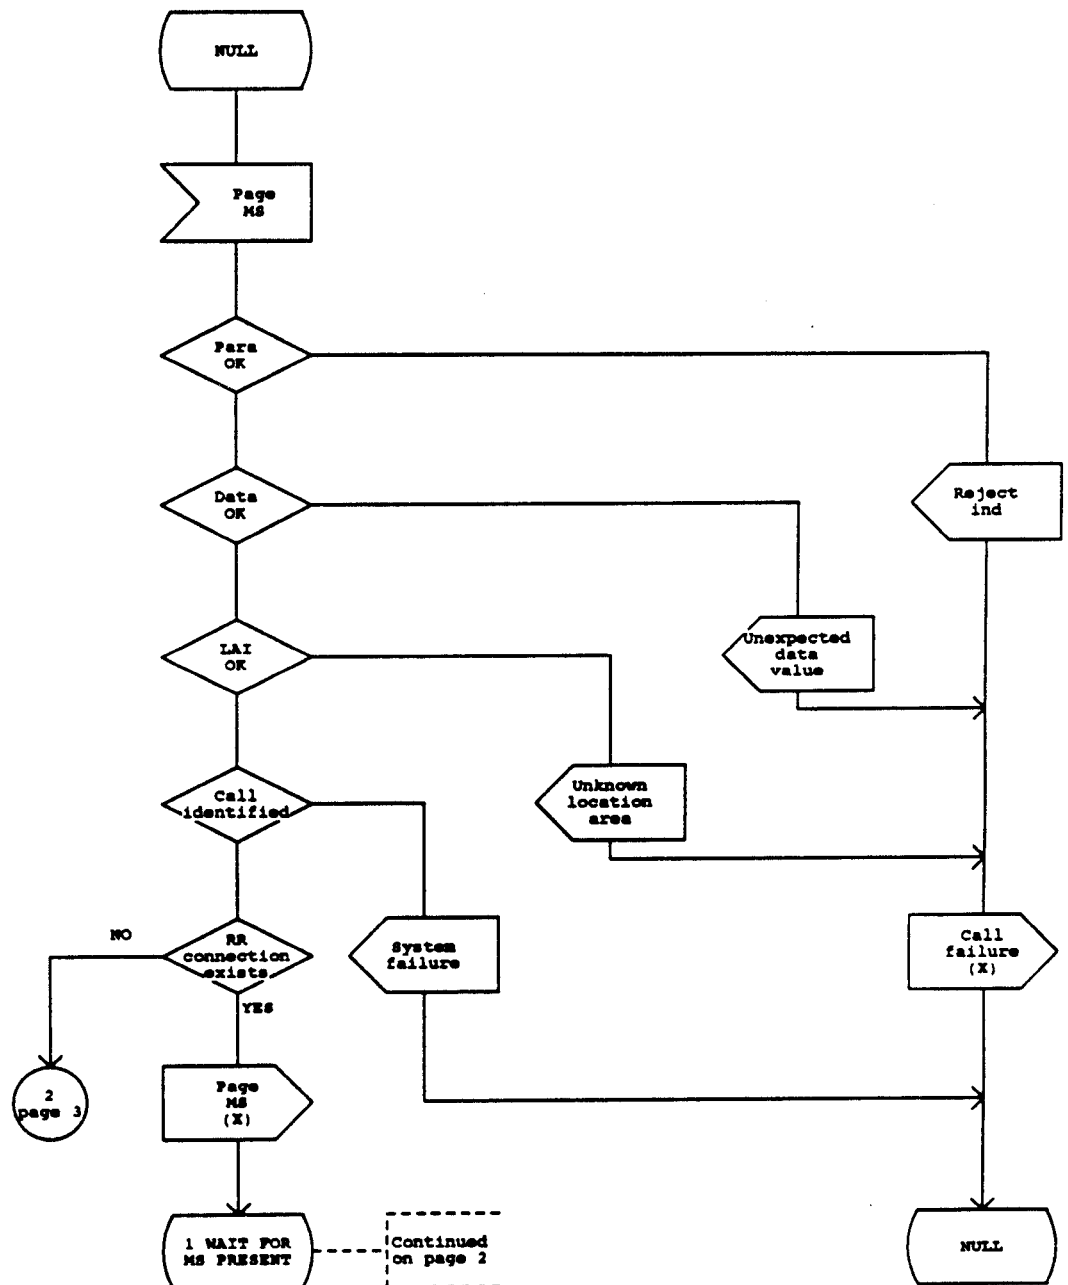 NULL
Page
MS
Para
OK
Data
OK
Reject
ind
LAI
OK
Unexpected
data
value
Call
identified
Unknown
location
area
NO
RR
connection
exists
YES
System
failure
Call
failure
(X)
2
page 3
Page
MS
(X)
1 WAIT FOR
MS PRESENT
Continued
on page 2
NULL